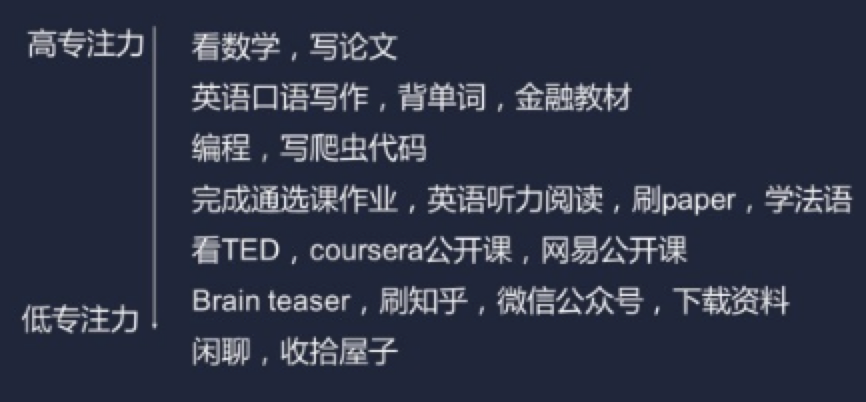 高专注力
看数学，写论文
英语口语写作，背单词，金融教材
编程，写爬虫代码
完成通选课作业，英语听力阅读，刷paper，学法语
看TED，coursera公开课，网易公开课
Brain teaser，刷知乎，微信公众号，下载资料
低专注力
闲聊，收拾屋子